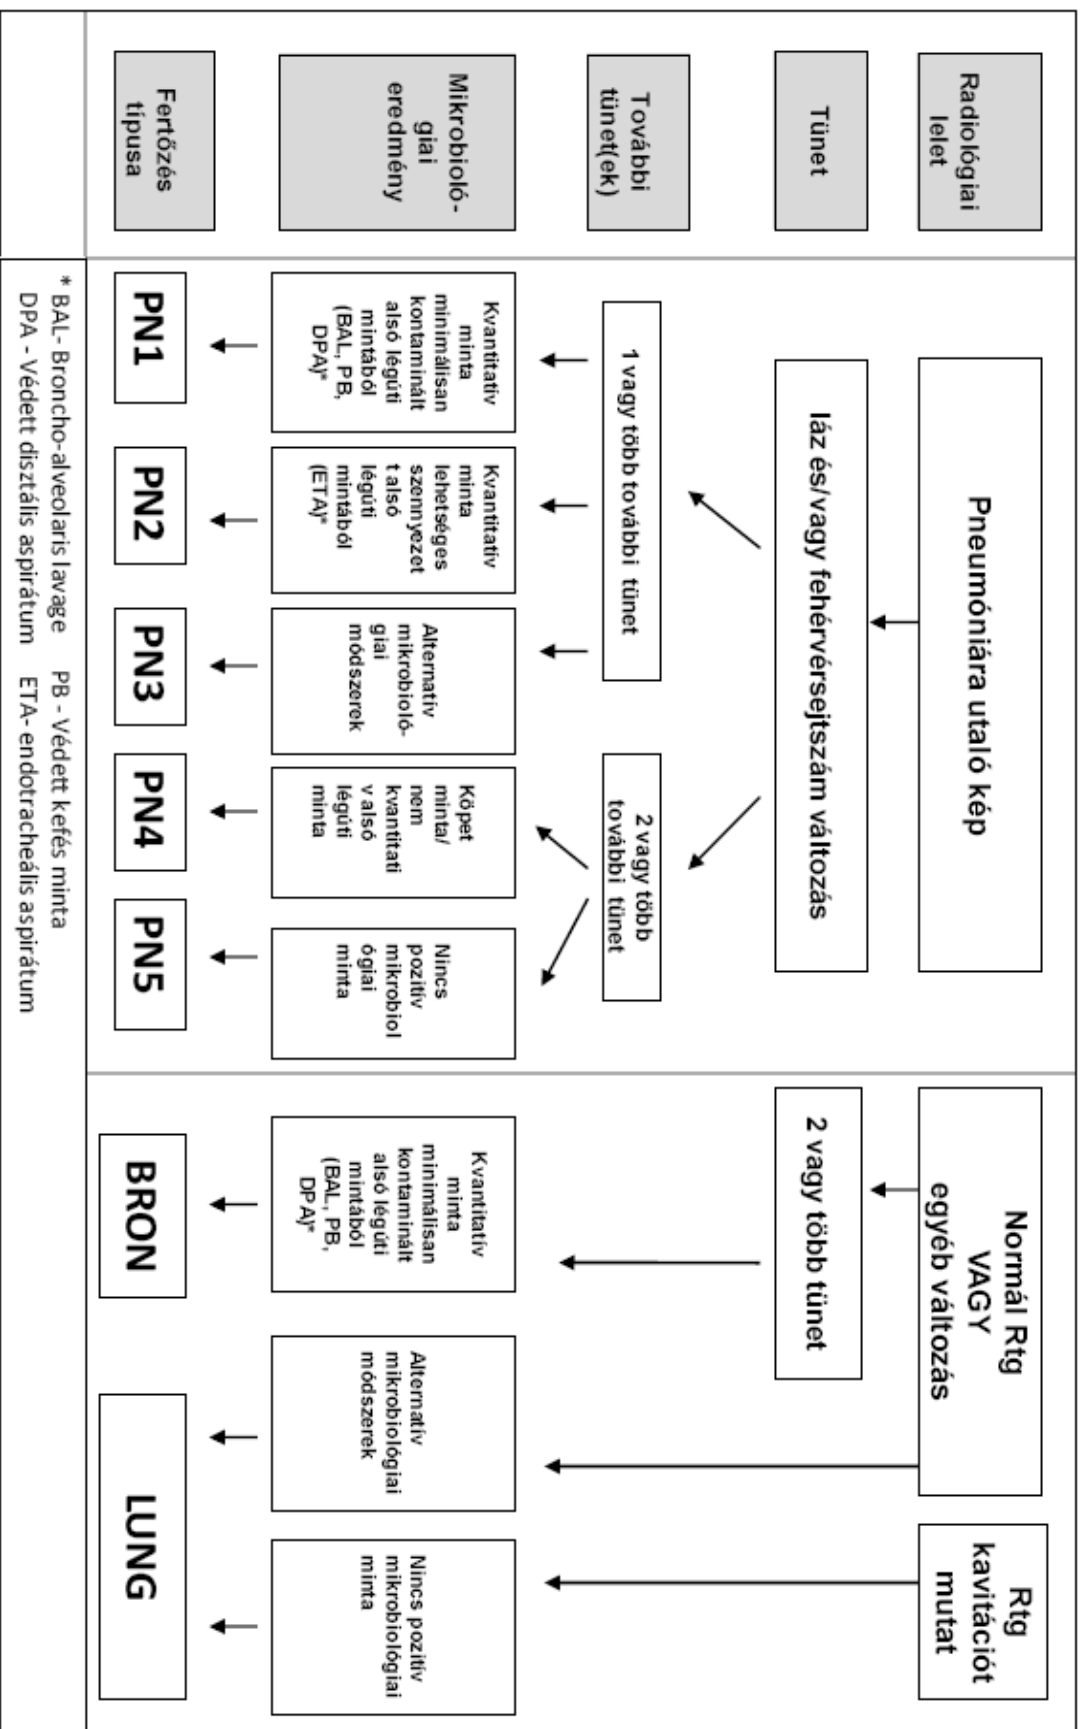 Radiológiai
lelet
Pneumóniára utaló kép
Normál Rtg
VAGY
egyéb változás
Rtg
kavitációt
mutat
Tünet
láz és/vagy fehérvérsejtszám változás
2 vagy több tünet
További
tünet(ek)
1 vagy több további tünet
2 vagy több
további tünet
Mikrobioló-
giai
eredmény
Kvantitatív
minta
minimálisan
kontaminált
alsó légúti
mintából
(BAL, PB,
DPA)*
Kvantitatív
minta
lehetséges
szennyezet
t alsó
légúti
mintából
(ETA)*
Alternatív
mikrobioló-
giai
módszerek
Köpet
minta/
nem
kvantitati
v alsó
légúti
minta
Nincs
pozitív
mikrobiol
ógiai
minta
Kvantitatív
minta
minimálisan
kontaminált
alsó légúti
mintából
(BAL, PB,
DPA)*
Alternatív
mikrobiológiai
módszerek
Nincs pozitív
mikrobiológiai
minta
Fertőzés
típusa
PN1
PN2
PN3
PN4
PN5
BRON
LUNG
* BAL- Broncho-alveolaris lavage PB - Védett kefés minta
DPA - Védett disztális aspirátum ETA- endotracheális aspirátum